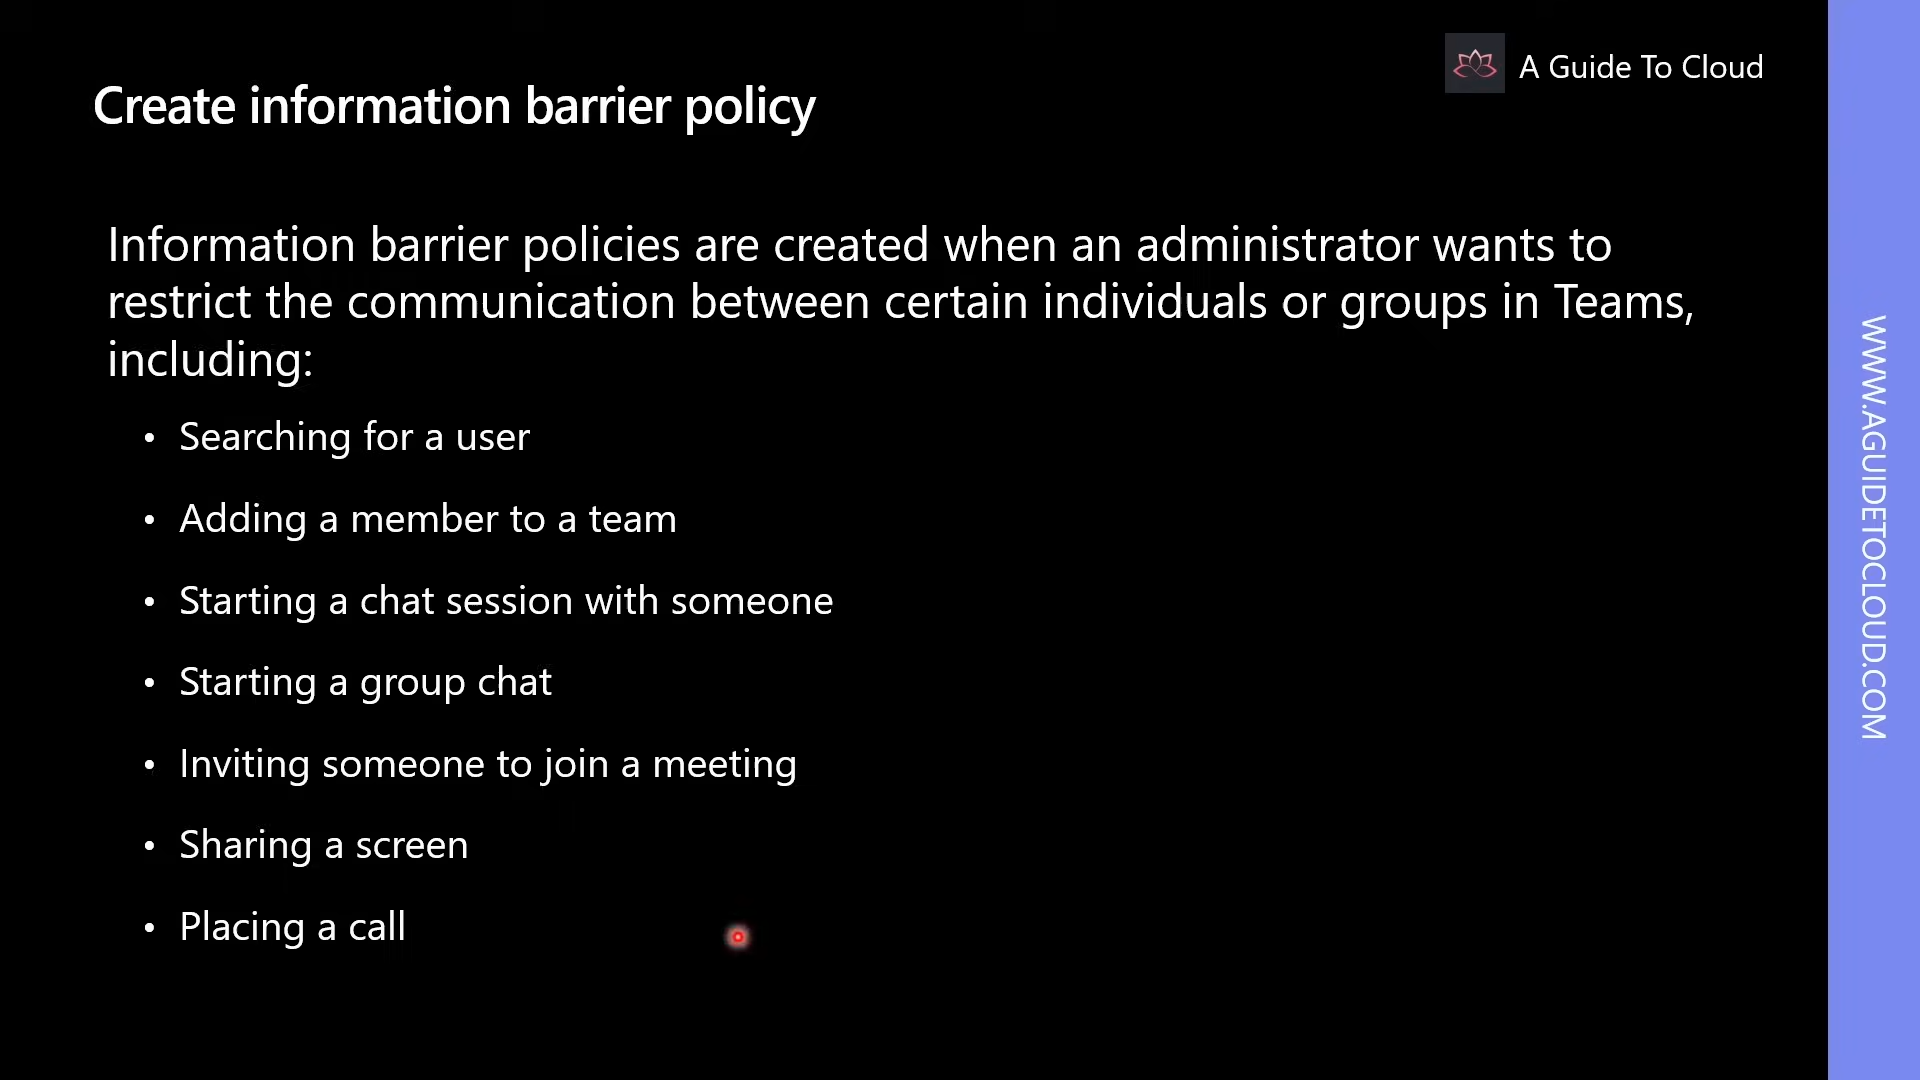 A Guide To Cloud
Create information barrier policy
Information barrier policies are created when an administrator wants to
restrict the communication between certain individuals or groups in Teams,
including:
• Searching for a user
• Adding a member to a team
• Starting a chat session with someone
• Starting a group chat
• Inviting someone to join a meeting
• Sharing a screen
• Placing a call
WWW.AGUIDETOCLOUD.COM